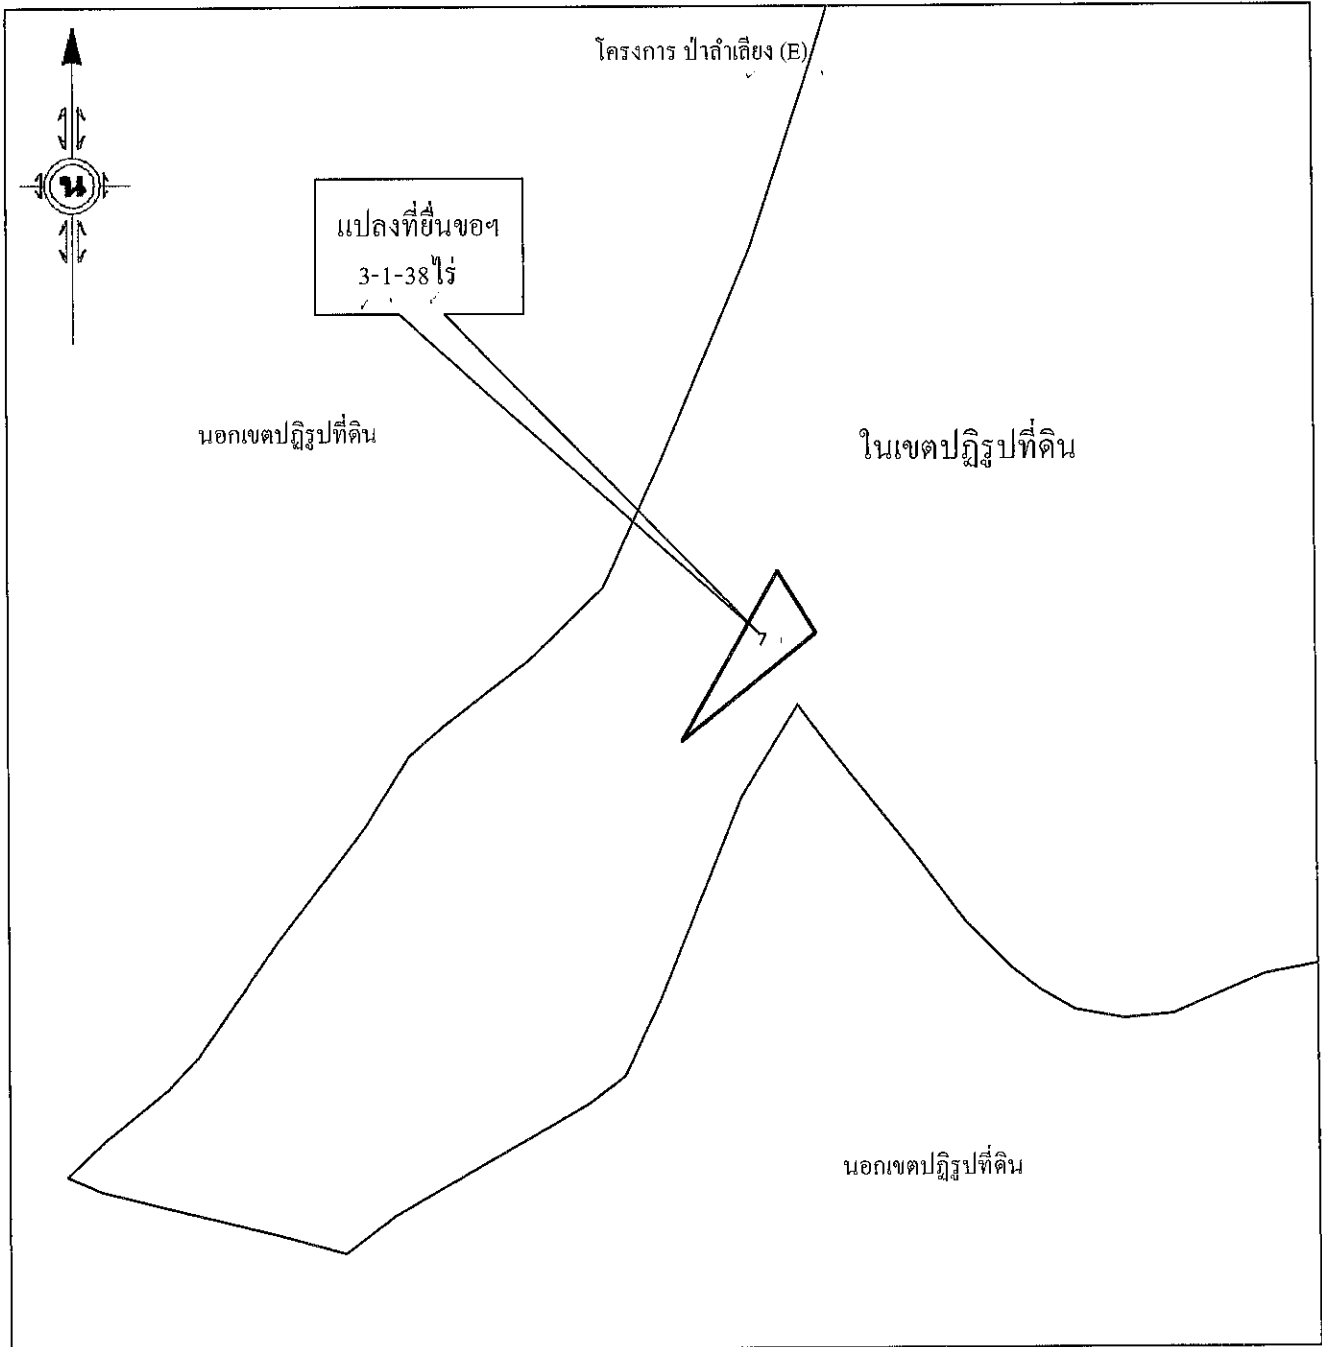 โครงการ ป่าลำเลียง (E)
น
แปลงที่ยื่นขอฯ
3-1-38 ไร่
นอกเขตปฏิรูปที่ดิน
ในเขตปฏิรูปที่ดิน
7
นอกเขตปฏิรูปที่ดิน